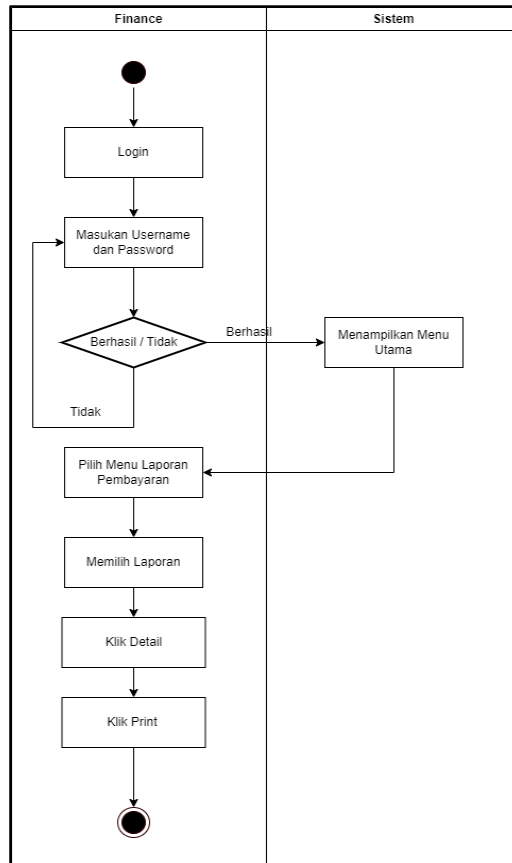 Finance
Sistem
Login
Masukan Username
dan Password
Berhasil / Tidak
Berhasil
Menampilkan Menu
Utama
Tidak
Pilih Menu Laporan
Pembayaran
Memilih Laporan
Klik Detail
Klik Print